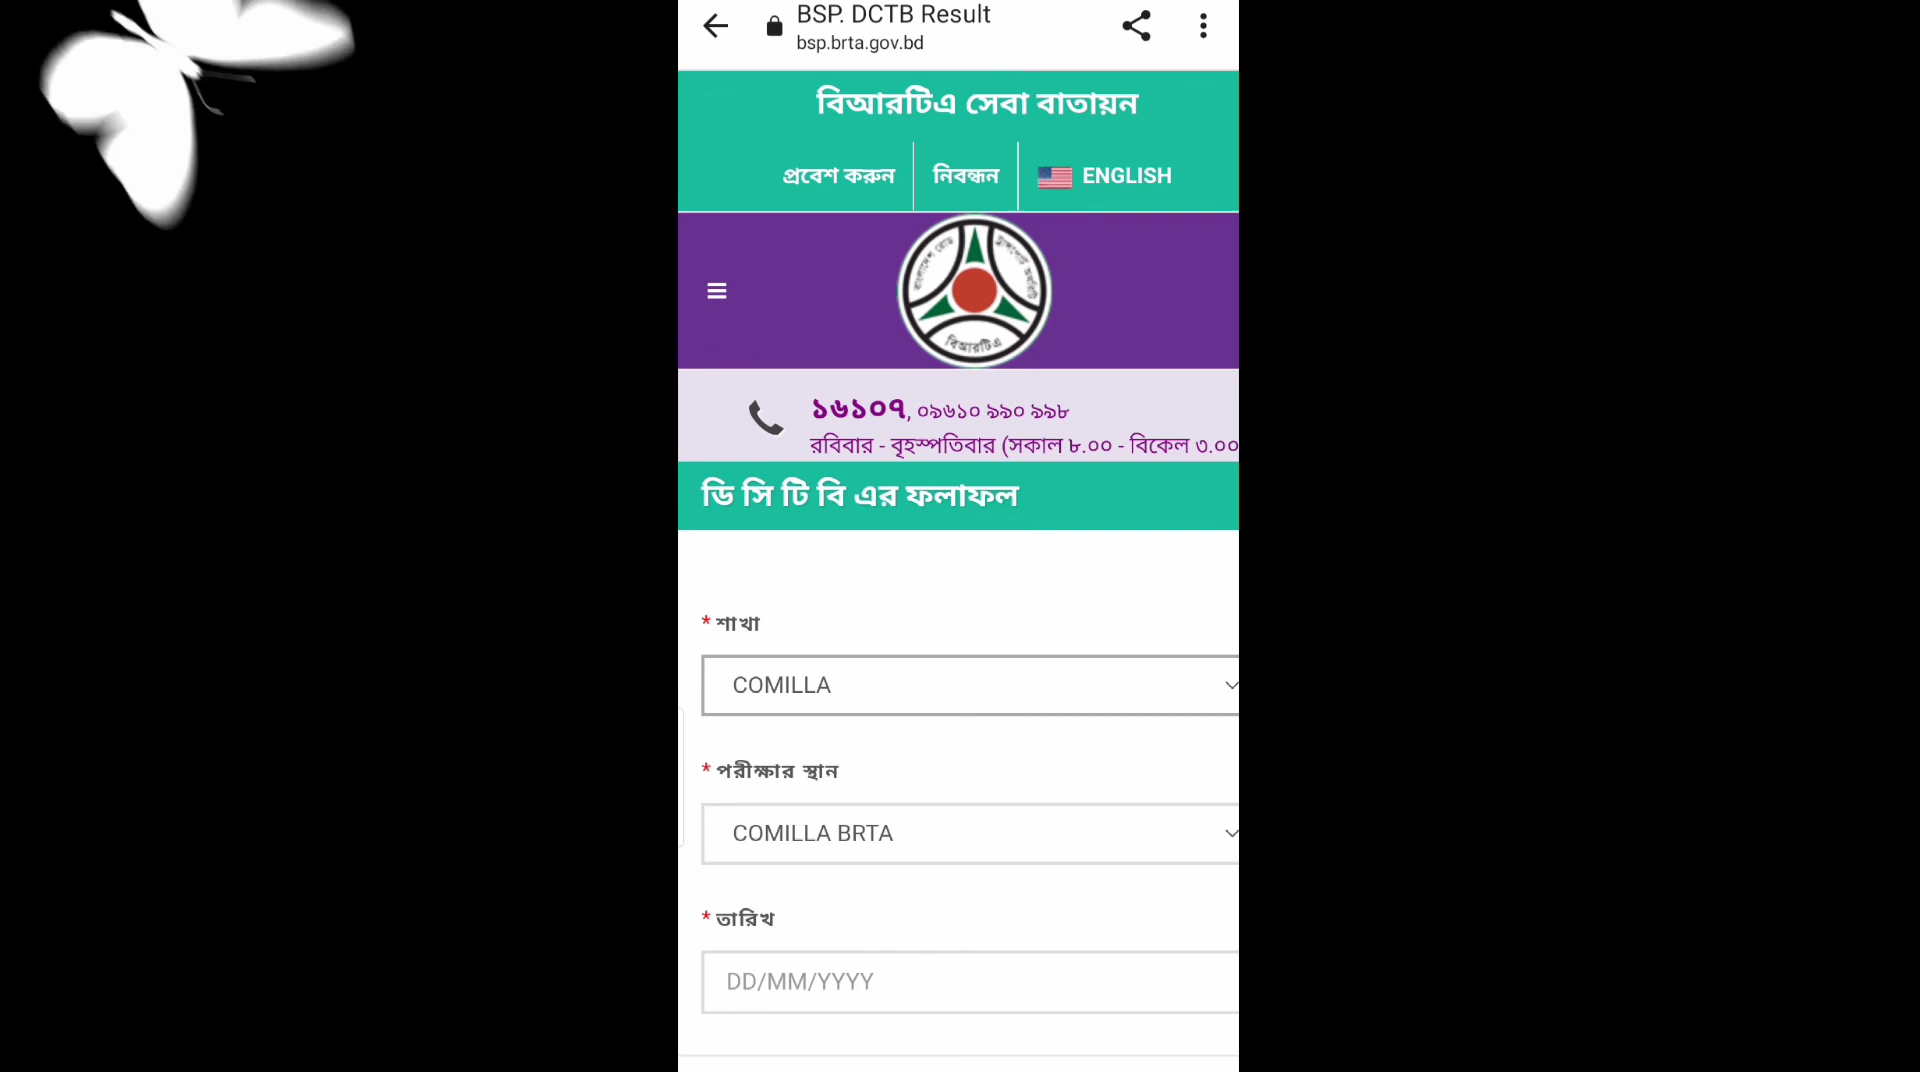 BSP. DCTB Result
bsp.brta.gov.bd
বিআরটিএ সেবা বাতায়ন
প্রবেশ করুন
নিবন্ধন
ENGLISH
বিআরটিএ
১৬১০৭, ০৯৬১০ ৯৯০ ৯৯৮
রবিবার - বৃহস্পতিবার (সকাল ৮.০০ - বিকেল ৩.০০
ডি সি টি বি এর ফলাফল
* শাখা
COMILLA
* পরীক্ষার স্থান
COMILLA BRTA
* তারিখ
DD/MM/YYYY